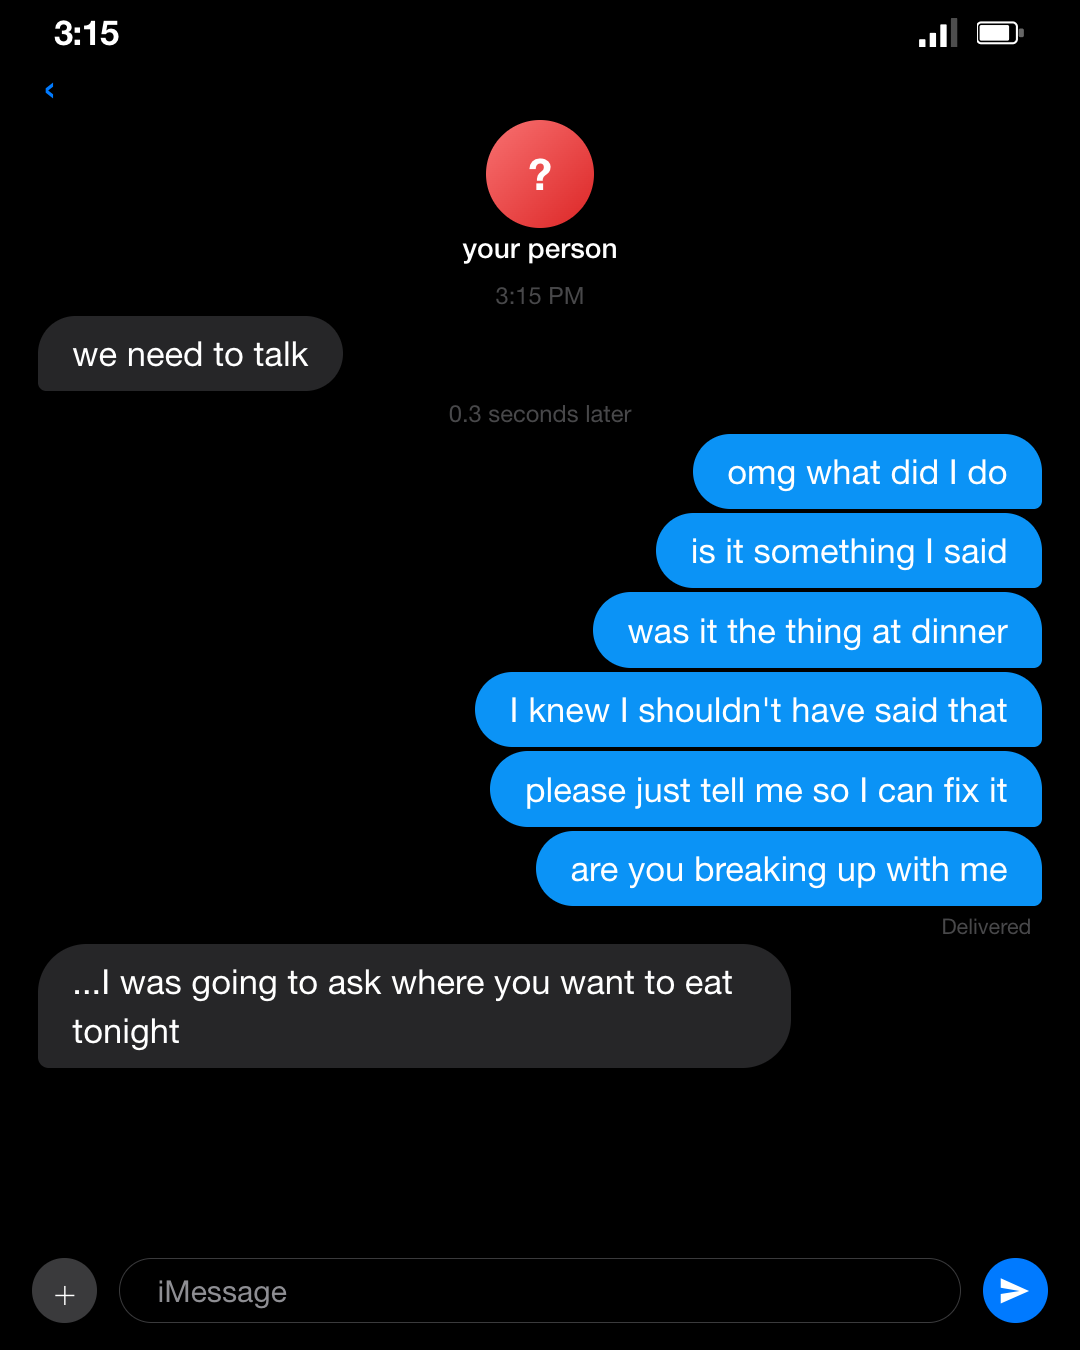 3:15
?
your person
3:15 PM
we need to talk
0.3 seconds later
omg what did I do
is it something I said
was it the thing at dinner
I knew I shouldn't have said that
please just tell me so I can fix it
are you breaking up with me
Delivered
...I was going to ask where you want to eat
tonight
+
iMessage